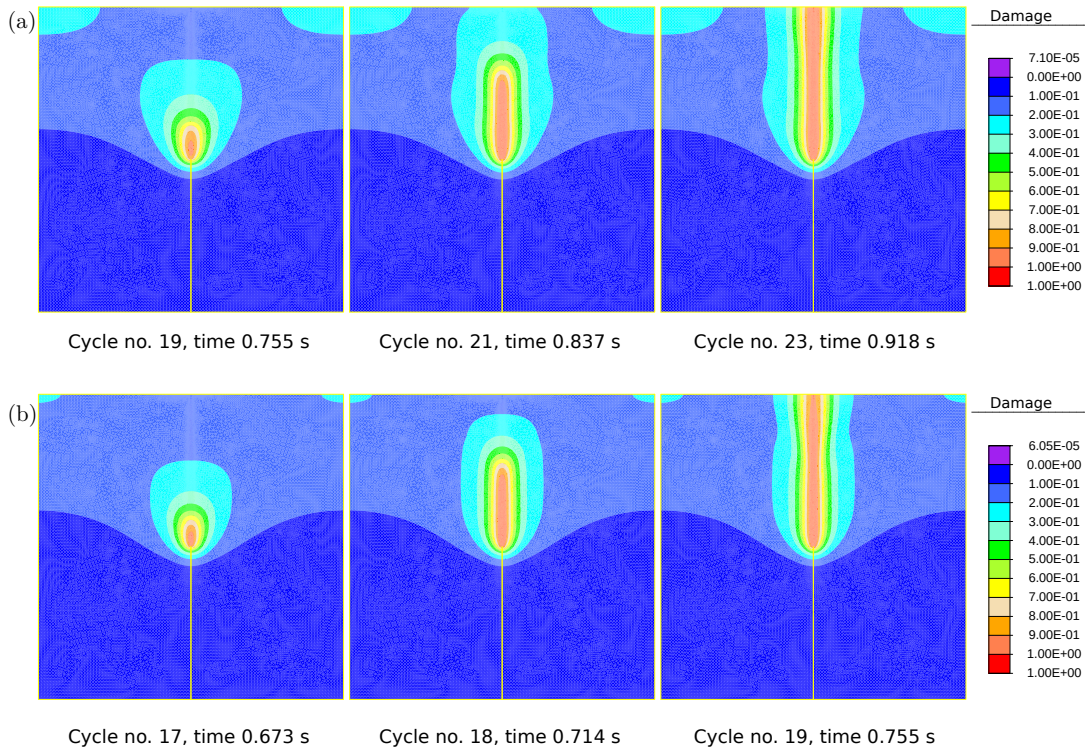 (a)
Damage
7.10E-05
0.00E+00
1.00E-01
2.00E-01
3.00E-01
4.00E-01
5.00E-01
6.00E-01
7.00E-01
8.00E-01
9.00E-01
1.00E+00
1.00E+00
Cycle no. 19, time 0.755 s
Cycle no. 21, time 0.837 s
Cycle no. 23, time 0.918 s
(b)
Damage
6.05E-05
0.00E+00
1.00E-01
2.00E-01
3.00E-01
4.00E-01
5.00E-01
6.00E-01
7.00E-01
8.00E-01
9.00E-01
1.00E+00
1.00E+00
Cycle no. 17, time 0.673 s
Cycle no. 18, time 0.714 s
Cycle no. 19, time 0.755 s